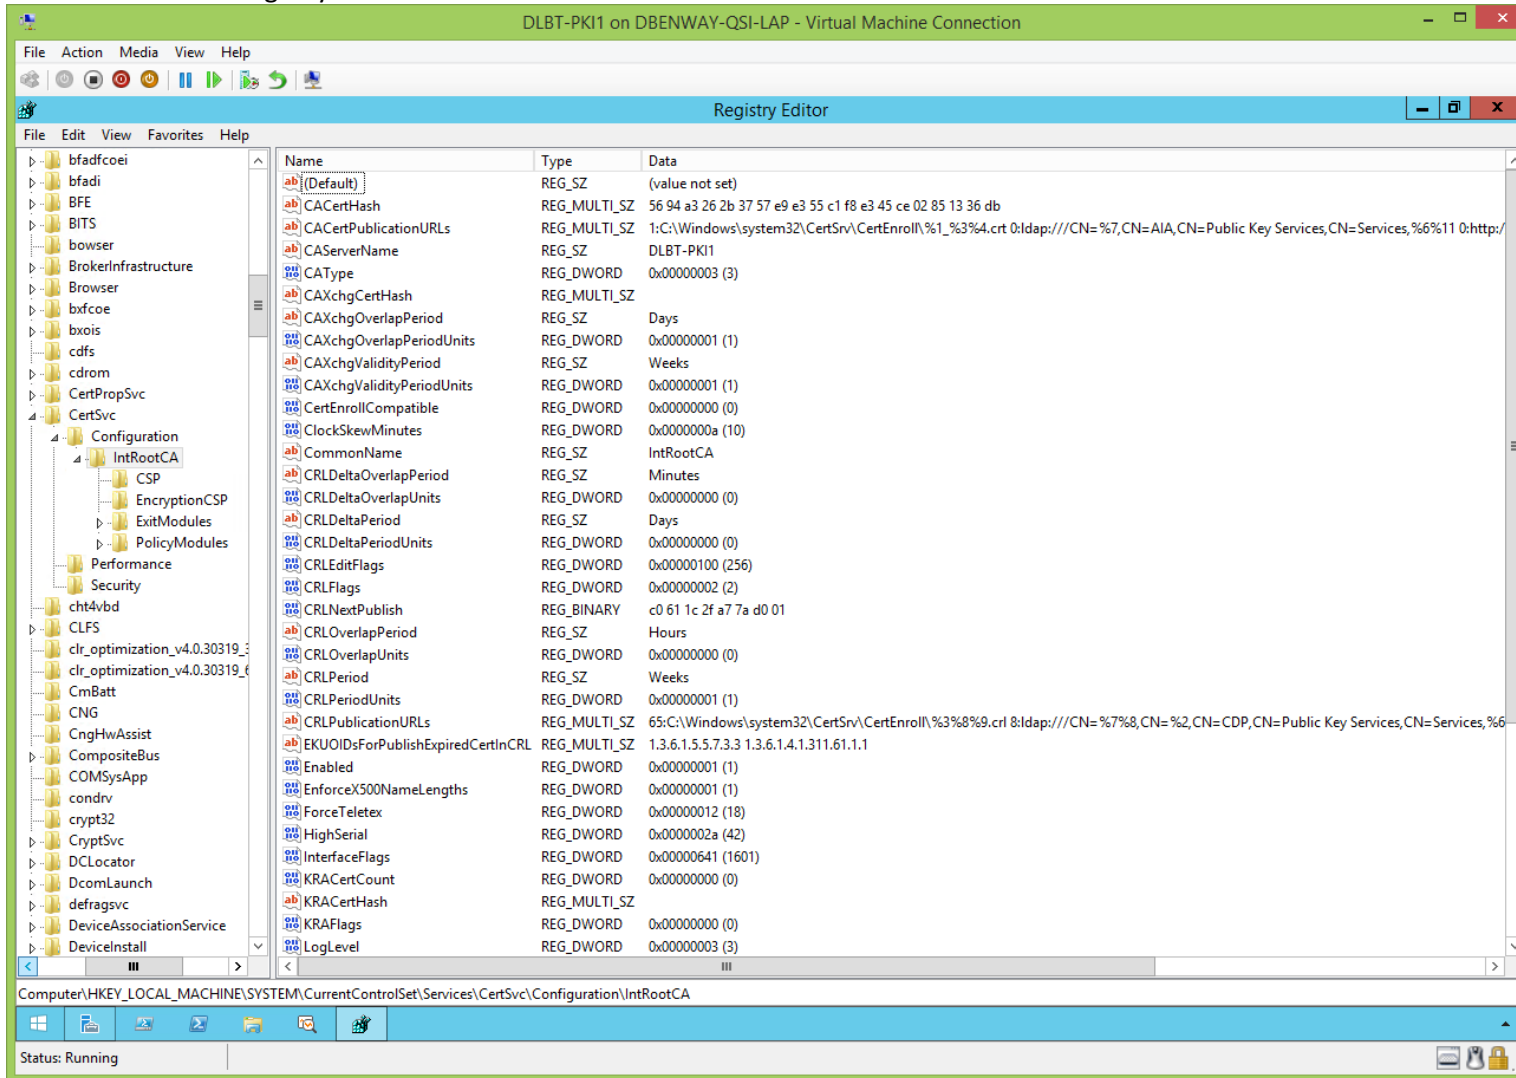 DLBT-PKI1 on DBENWAY-QSI-LAP - Virtual Machine Connection
File Action Media View Help
Registry Editor
File Edit View Favorites Help
bfadfcoei
bfadi
BFE
BITS
bowser
BrokerInfrastructure
Browser
bxfcoe
bxois
cdfs
cdrom
CertPropSvc
CertSvc
Configuration
IntRootCA
CSP
EncryptionCSP
ExitModules
PolicyModules
Performance
Security
cht4vbd
CLFS
clr_optimization_v4.0.30319_3
clr_optimization_v4.0.30319_6
CmBatt
CNG
CngHwAssist
CompositeBus
COMSysApp
condrv
crypt32
CryptSvc
DCLocator
DcomLaunch
defragsvc
DeviceAssociationService
DeviceInstall
Name Type Data
(Default) REG_SZ (value not set)
CACertHash REG_MULTI_SZ 56 94 a3 26 2b 37 57 e9 e3 55 c1 f8 e3 45 ce 02 85 13 36 db
CACertPublicationURLs REG_MULTI_SZ 1:C:\Windows\system32\CertSrv\CertEnroll\%1_%3%4.crt 0:ldap:///CN=%7,CN=AIA,CN=Public Key Services,CN=Services,%6%11 0:http:/
CAServerName REG_SZ DLBT-PKI1
CAType REG_DWORD 0x00000003 (3)
CAXchgCertHash REG_MULTI_SZ
CAXchgOverlapPeriod REG_SZ Days
CAXchgOverlapPeriodUnits REG_DWORD 0x00000001 (1)
CAXchgValidityPeriod REG_SZ Weeks
CAXchgValidityPeriodUnits REG_DWORD 0x00000001 (1)
CertEnrollCompatible REG_DWORD 0x00000000 (0)
ClockSkewMinutes REG_DWORD 0x0000000a (10)
CommonName REG_SZ IntRootCA
CRLDeltaOverlapPeriod REG_SZ Minutes
CRLDeltaOverlapUnits REG_DWORD 0x00000000 (0)
CRLDeltaPeriod REG_SZ Days
CRLDeltaPeriodUnits REG_DWORD 0x00000000 (0)
CRLEditFlags REG_DWORD 0x00000100 (256)
CRLFlags REG_DWORD 0x00000002 (2)
CRLNextPublish REG_BINARY c0 61 1c 2f a7 7a d0 01
CRLOverlapPeriod REG_SZ Hours
CRLOverlapUnits REG_DWORD 0x00000000 (0)
CRLPeriod REG_SZ Weeks
CRLPeriodUnits REG_DWORD 0x00000001 (1)
CRLPublicationURLs REG_MULTI_SZ 65:C:\Windows\system32\CertSrv\CertEnroll\%3%8%9.crl 8:ldap:///CN=%7%8,CN=%2,CN=CDP,CN=Public Key Services,CN=Services,%6
EKUOIDsForPublishExpiredCertInCRL REG_MULTI_SZ 1.3.6.1.5.5.7.3.3 1.3.6.1.4.1.311.61.1.1
Enabled REG_DWORD 0x00000001 (1)
EnforceX500NameLengths REG_DWORD 0x00000001 (1)
ForceTeletex REG_DWORD 0x00000012 (18)
HighSerial REG_DWORD 0x0000002a (42)
InterfaceFlags REG_DWORD 0x00000641 (1601)
KRACertCount REG_DWORD 0x00000000 (0)
KRACertHash REG_MULTI_SZ
KRAFlags REG_DWORD 0x00000000 (0)
LogLevel REG_DWORD 0x00000003 (3)
Computer\HKEY_LOCAL_MACHINE\SYSTEM\CurrentControlSet\Services\CertSvc\Configuration\IntRootCA
Status: Running